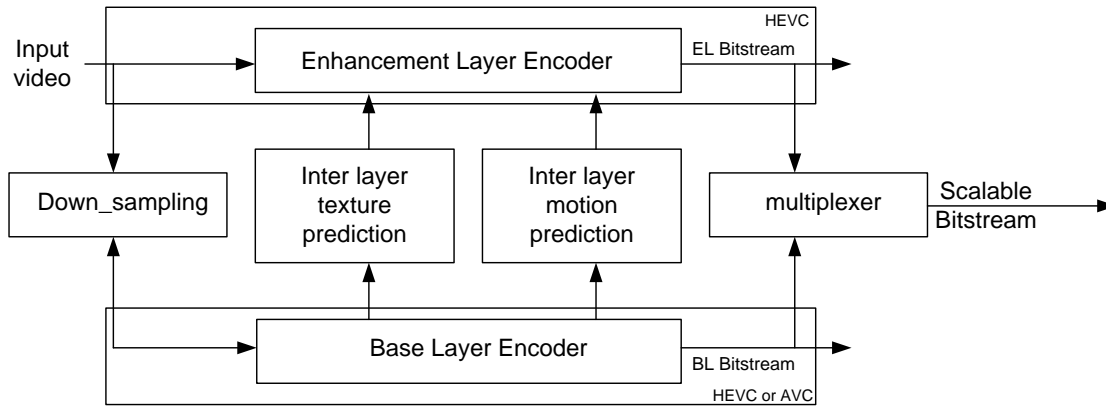 HEVC
Input
video
Enhancement Layer Encoder
EL Bitstream
Down_sampling
Inter layer
texture
prediction
Inter layer
motion
prediction
multiplexer
Scalable
Bitstream
Base Layer Encoder
BL Bitstream
HEVC or AVC